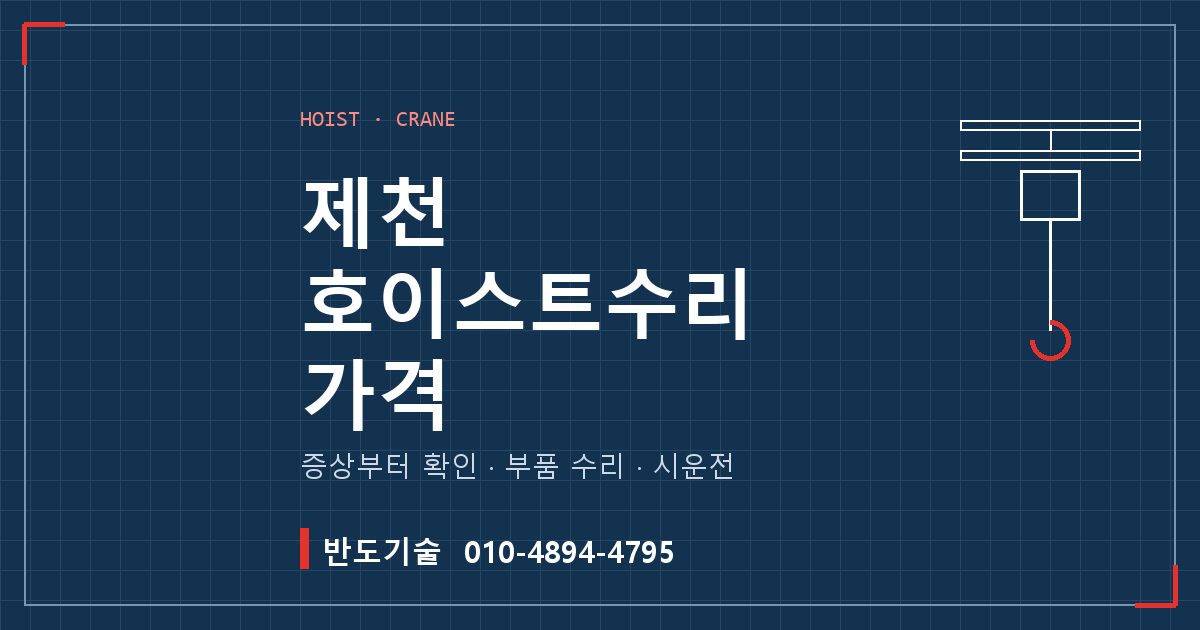 HOIST · CRANE
제천
호이스트수리
가격
증상부터 확인 · 부품 수리 · 시운전
반도기술 010-4894-4795